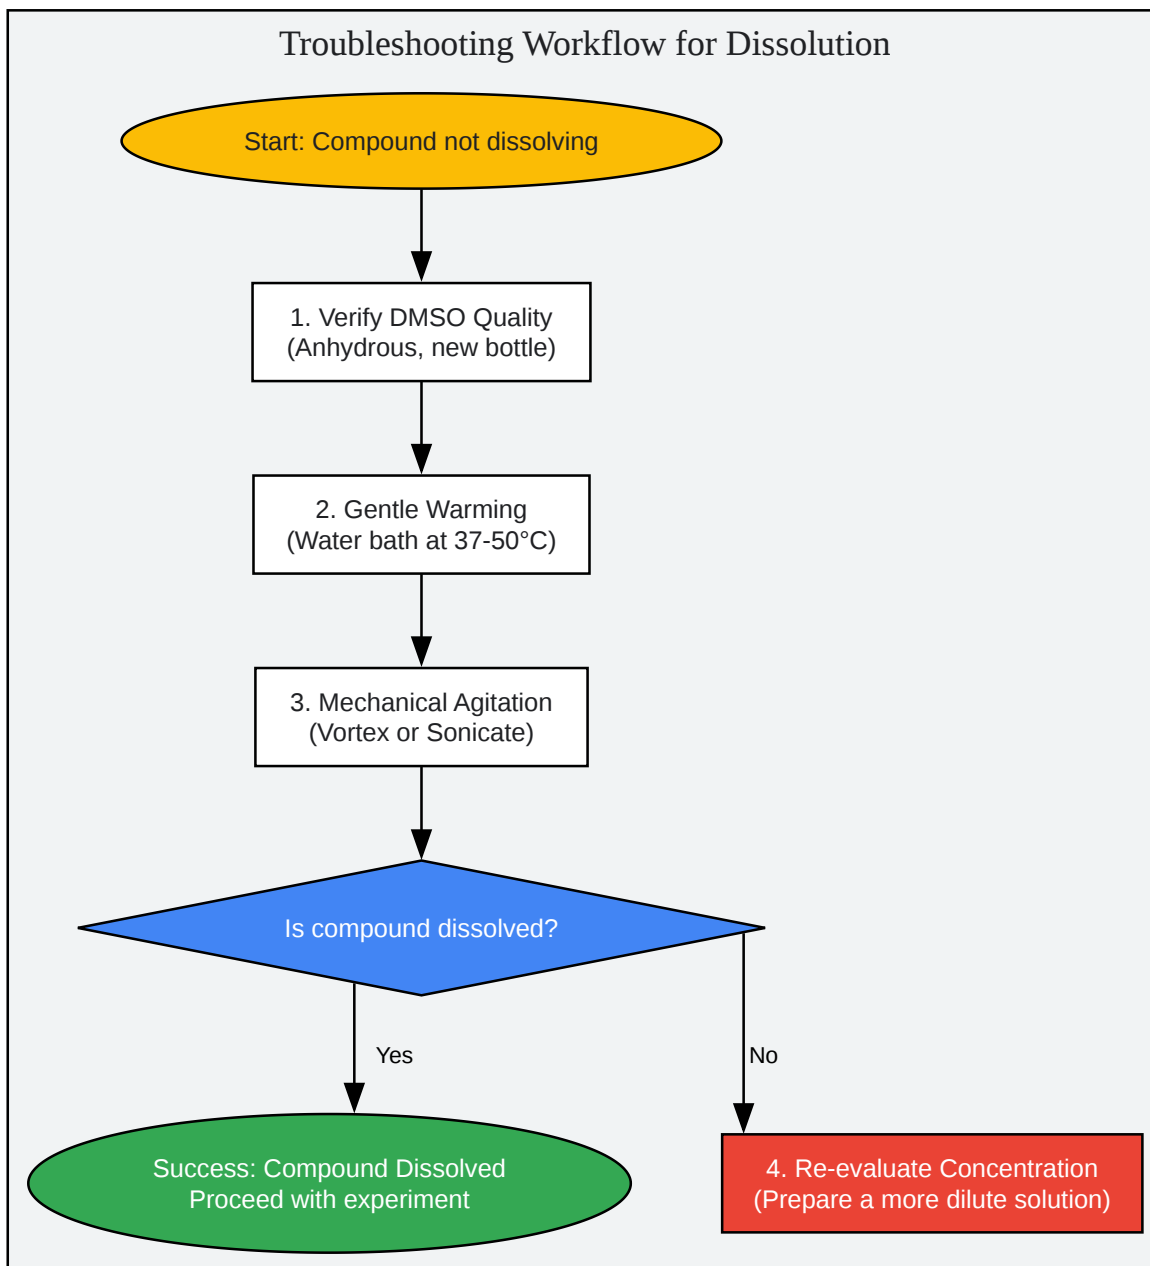 Troubleshooting Workflow for Dissolution
Start: Compound not dissolving
1. Verify DMSO Quality
(Anhydrous, new bottle)
2. Gentle Warming
(Water bath at 37-50°C)
3. Mechanical Agitation
(Vortex or Sonicate)
Is compound dissolved?
Yes
No
Success: Compound Dissolved
Proceed with experiment
4. Re-evaluate Concentration
(Prepare a more dilute solution)